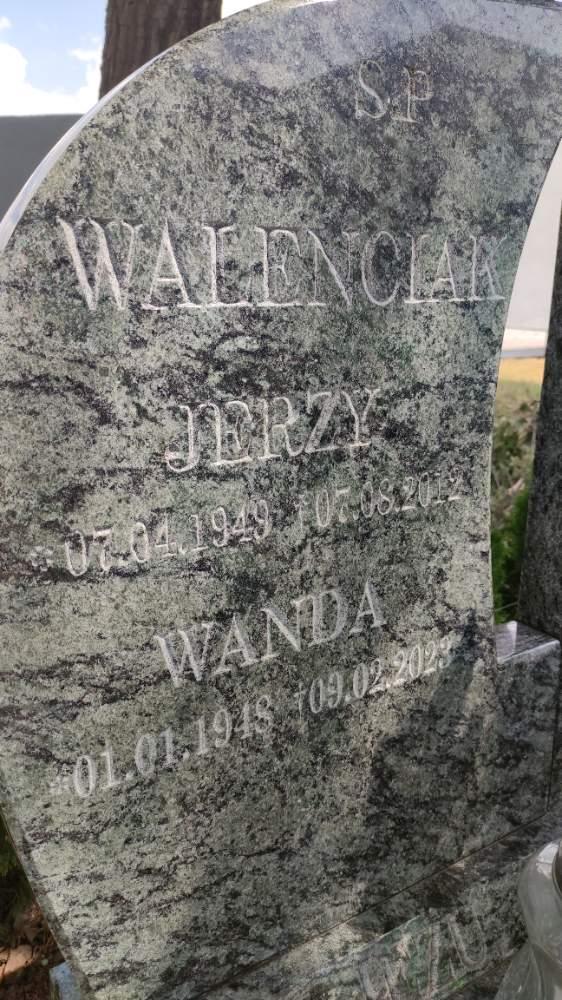 S.P.
WALENCIAK
JERZY
*07.04.1949 †07.08.2012
WANDA
*01.01.1948 †09.02.2023